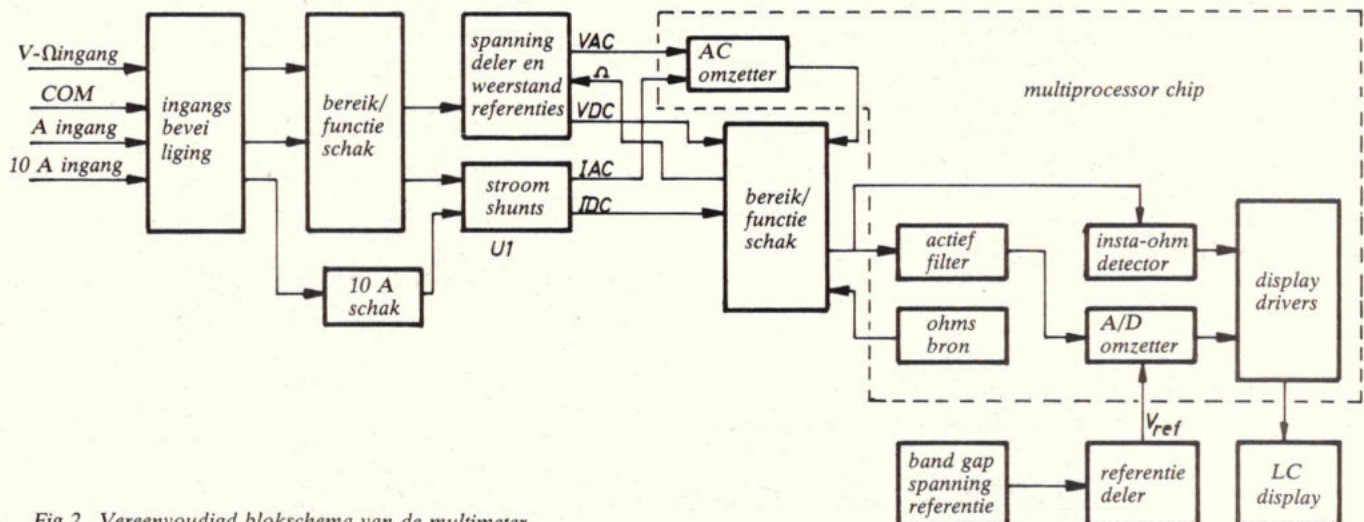 V-Ωingang
COM
A ingang
10 A ingang
ingangs
bevei
liging
bereik/
functie
schak
10 A
schak
spanning
deler en
weerstand
referenties
stroom
shunts
U1
VAC
Ω
VDC
IAC
IDC
AC
omzetter
multiprocessor chip
bereik/
functie
schak
actief
filter
ohms
bron
insta-ohm
detector
A/D
omzetter
display
drivers
Vref
band gap
spanning
referentie
referentie
deler
LC
display
Fig 2. Vereenvoudigd blokschema van de multimeter